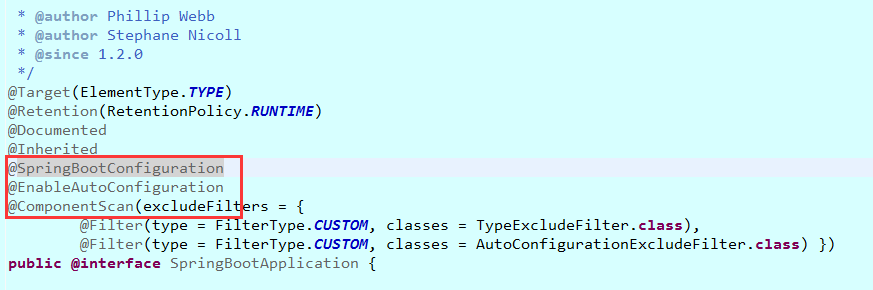 * @author Phillip Webb
* @author Stephane Nicoll
* @since 1.2.0
*/
@Target(ElementType.TYPE)
@Retention(RetentionPolicy.RUNTIME)
@Documented
@Inherited
@SpringBootConfiguration
@EnableAutoConfiguration
@ComponentScan(excludeFilters = {
@Filter(type = FilterType.CUSTOM, classes = TypeExcludeFilter.class),
@Filter(type = FilterType.CUSTOM, classes = AutoConfigurationExcludeFilter.class) })
public @interface SpringBootApplication {